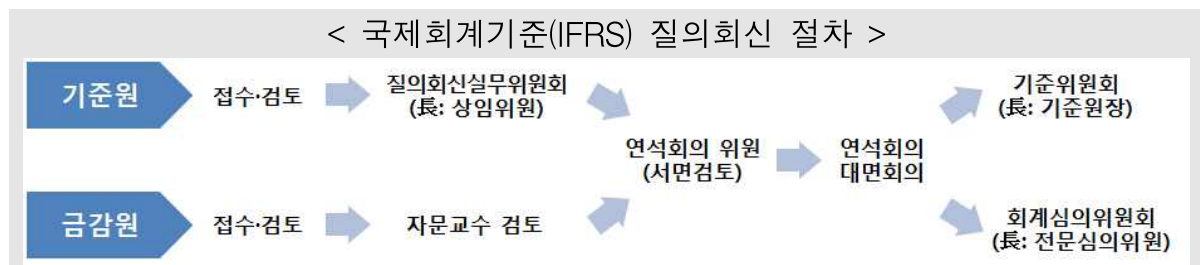 < 국제회계기준(IFRS) 질의회신 절차 >
기준원
접수·검토
질의회신실무위원회
(長: 상임위원)
연석회의 위원
(서면검토)
연석회의
대면회의
기준위원회
(長: 기준원장)
금감원
접수·검토
자문교수 검토
회계심의위원회
(長: 전문심의위원)